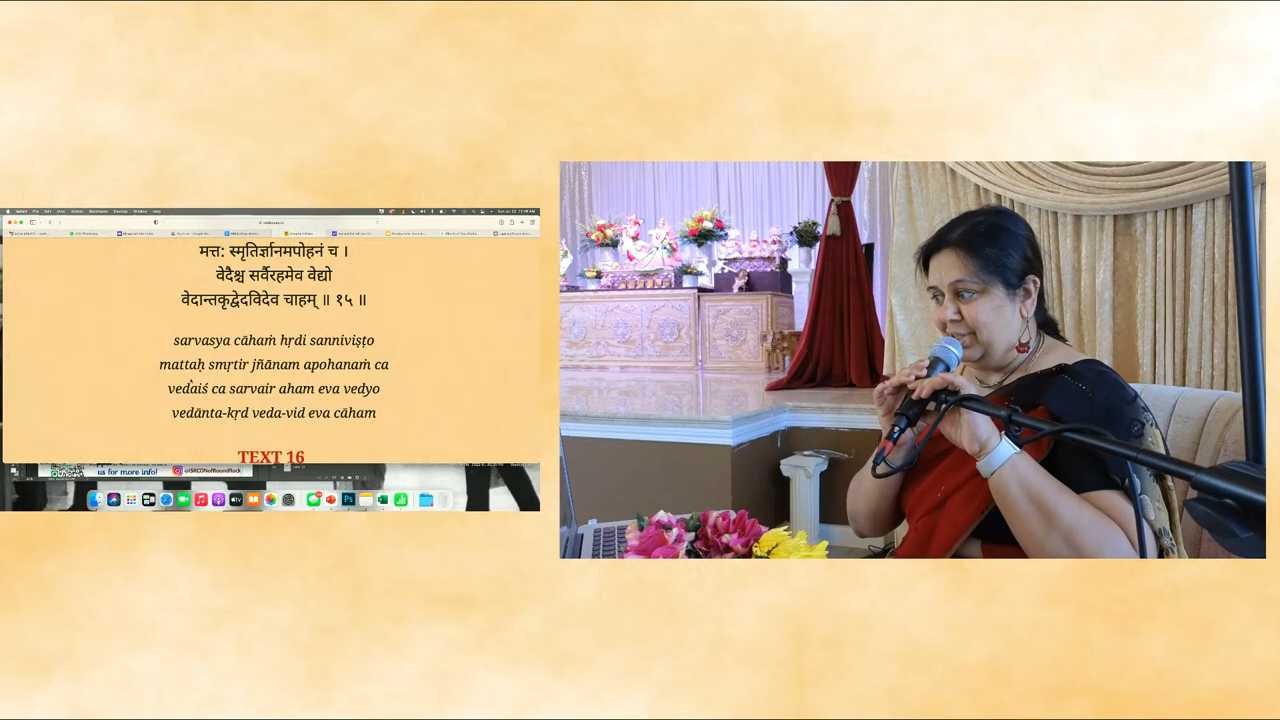 मत्तः स्मृतिर्ज्ञानमपोहनं च ।
वेदैश्च सर्वैरहमेव वेद्यो
वेदान्तकृद्वेदविदेव चाहम् ॥ १५ ॥
sarvasya cāhaṁ hṛdi sanniviṣṭo
mattaḥ smṛtir jñānam apohanaṁ ca
vedaiś ca sarvair aham eva vedyo
vedānta-kṛd veda-vid eva cāham
TEXT 16
us for more info!
@ISKCONofRoundRock